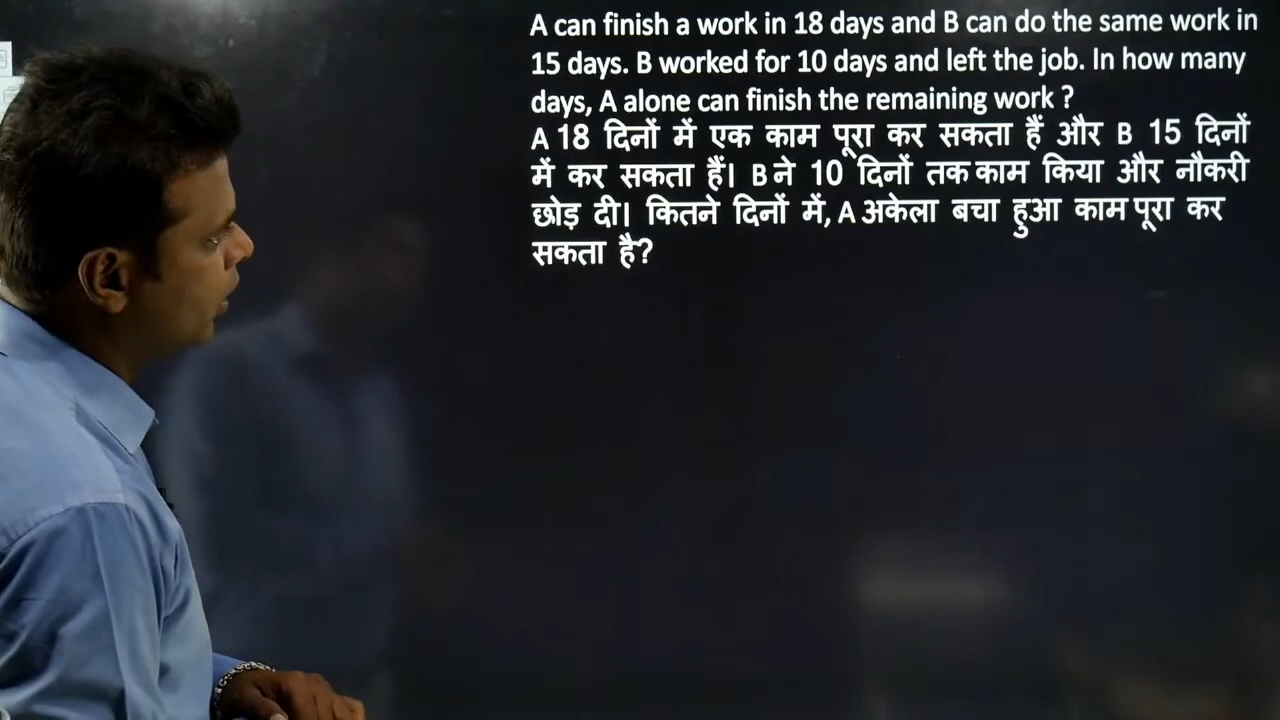 A can finish a work in 18 days and B can do the same work in
15 days. B worked for 10 days and left the job. In how many
days, A alone can finish the remaining work ?
A 18 दिनों में एक काम पूरा कर सकता हैं और B 15 दिनों
में कर सकता हैं। B ने 10 दिनों तक काम किया और नौकरी
छोड़ दी। कितने दिनों में, A अकेला बचा हुआ काम पूरा कर
सकता है?